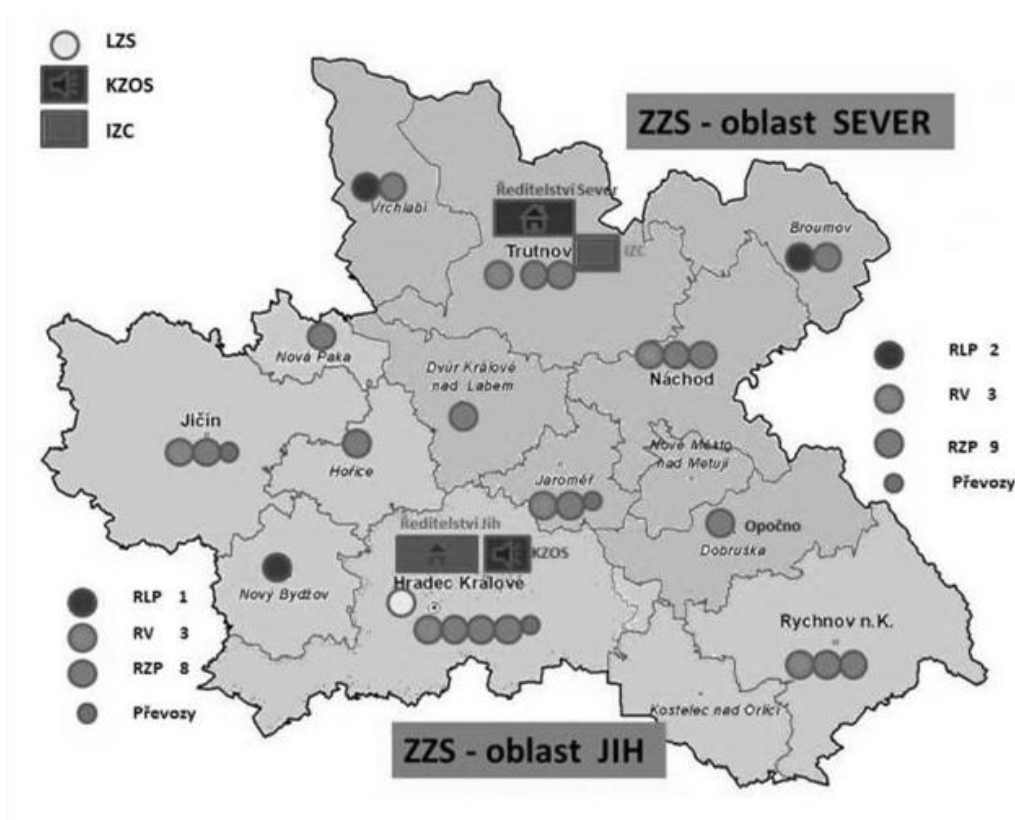 LZS
KZOS
IZC
ZZS - oblast SEVER
Vrchlabí
Ředitelství Sever
Trutnov
IZC
Broumov
Nová Paka
Dvůr Králové
nad Labem
Náchod
RLP 2
RV 3
RZP 9
Převozy
Jičín
Hořice
Jaroměř
Nové Město
nad Metují
Opočno
Dobruška
Ředitelství Jih
KZOS
Hradec Králové
Nový Bydžov
RLP 1
RV 3
RZP 8
Převozy
Rychnov n.K.
Kostelec nad Orlicí
ZZS - oblast JIH